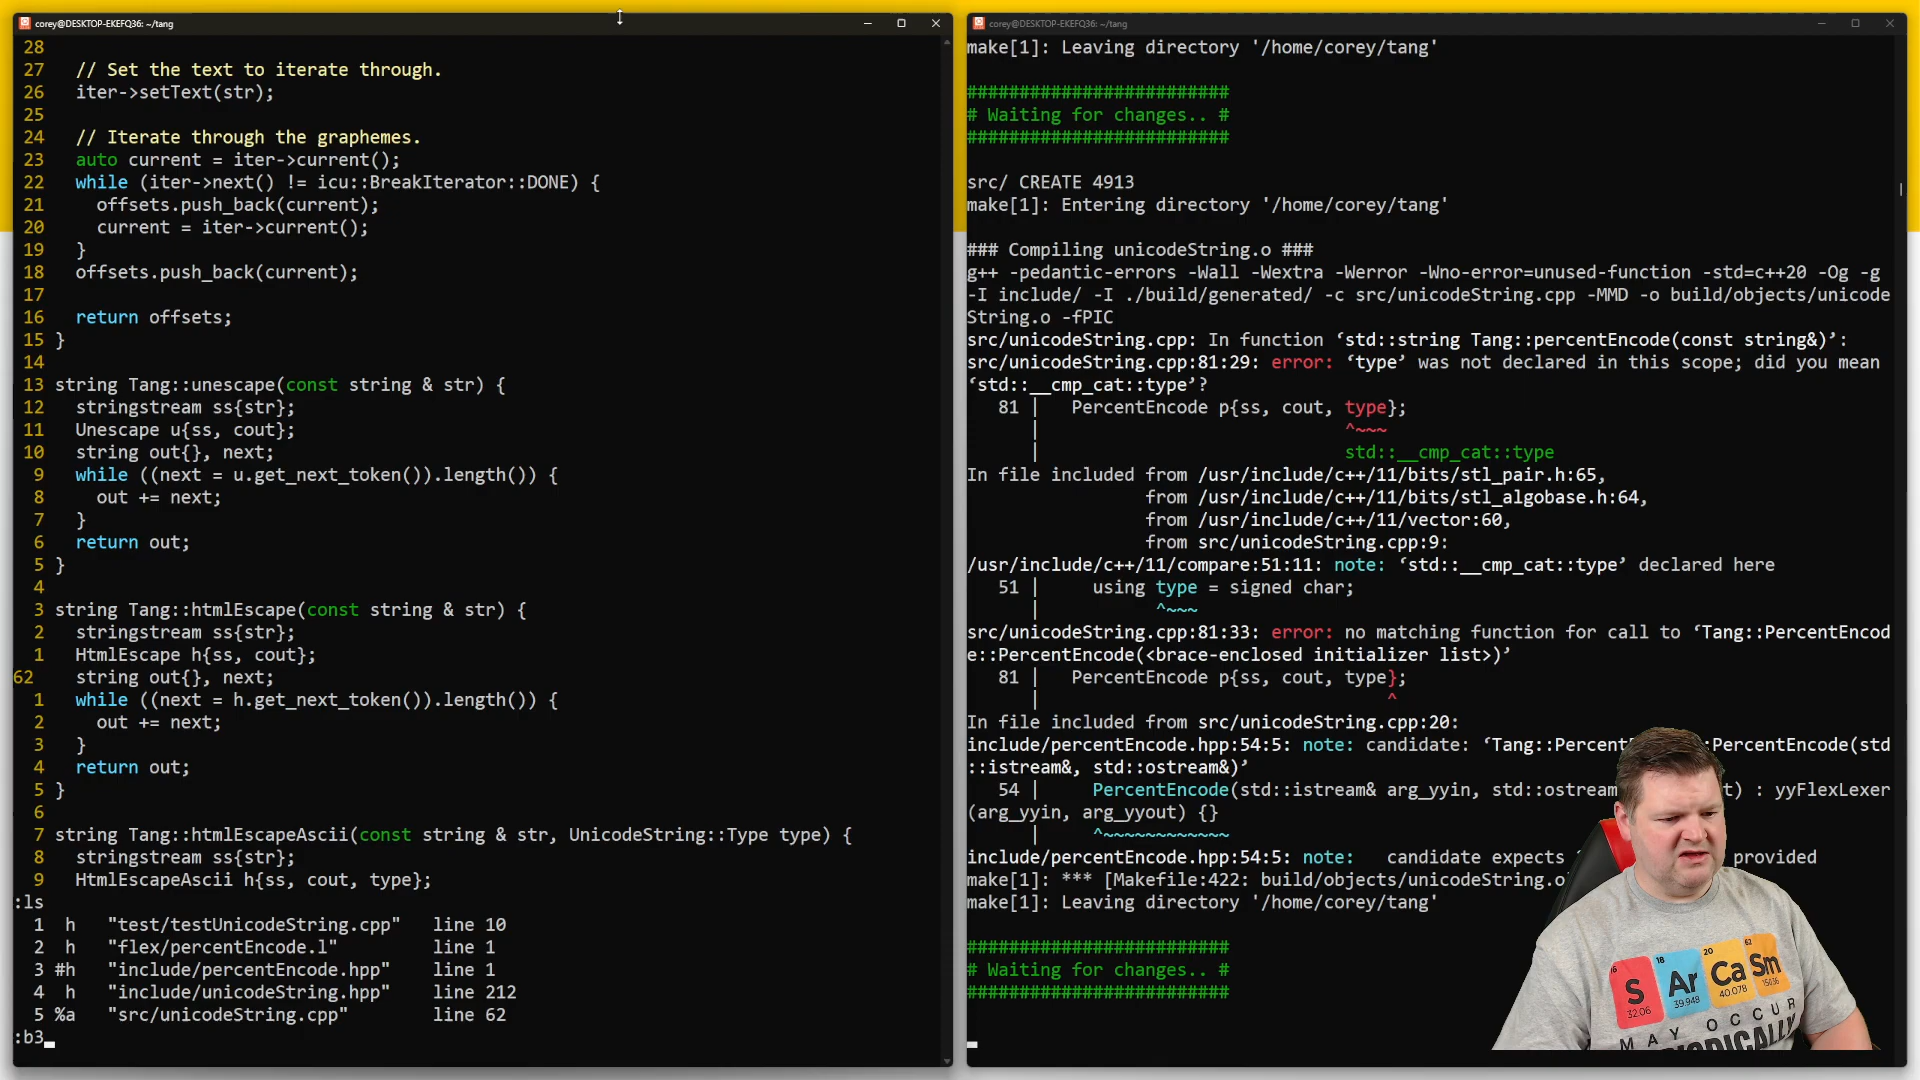 corey@DESKTOP-EKEFQ36: ~/tang
28
27   // Set the text to iterate through.
26   iter->setText(str);
25
24   // Iterate through the graphemes.
23   auto current = iter->current();
22   while (iter->next() != icu::BreakIterator::DONE) {
21     offsets.push_back(current);
20     current = iter->current();
19   }
18   offsets.push_back(current);
17
16   return offsets;
15 }
14
13 string Tang::unescape(const string & str) {
12   stringstream ss{str};
11   Unescape u{ss, cout};
10   string out{}, next;
9   while ((next = u.get_next_token()).length()) {
8     out += next;
7   }
6   return out;
5 }
4
3 string Tang::htmlEscape(const string & str) {
2   stringstream ss{str};
1   HtmlEscape h{ss, cout};
62   string out{}, next;
1   while ((next = h.get_next_token()).length()) {
2     out += next;
3   }
4   return out;
5 }
6
7 string Tang::htmlEscapeAscii(const string & str, UnicodeString::Type type) {
8   stringstream ss{str};
9   HtmlEscapeAscii h{ss, cout, type};
:ls
1  h   "test/testUnicodeString.cpp"   line 10
2  h   "flex/percentEncode.l"         line 1
3 #h   "include/percentEncode.hpp"    line 1
4  h   "include/unicodeString.hpp"    line 212
5 %a   "src/unicodeString.cpp"        line 62
:b3
corey@DESKTOP-EKEFQ36: ~/tang
make[1]: Leaving directory '/home/corey/tang'
#########################
# Waiting for changes.. #
#########################
src/ CREATE 4913
make[1]: Entering directory '/home/corey/tang'
### Compiling unicodeString.o ###
g++ -pedantic-errors -Wall -Wextra -Werror -Wno-error=unused-function -std=c++20 -Og -g
-I include/ -I ./build/generated/ -c src/unicodeString.cpp -MMD -o build/objects/unicode
String.o -fPIC
src/unicodeString.cpp: In function ‘std::string Tang::percentEncode(const string&)’:
src/unicodeString.cpp:81:29: error: ‘type’ was not declared in this scope; did you mean
‘std::__cmp_cat::type’?
81 |   PercentEncode p{ss, cout, type};
|                             ^~~~
|                             std::__cmp_cat::type
In file included from /usr/include/c++/11/bits/stl_pair.h:65,
from /usr/include/c++/11/bits/stl_algobase.h:64,
from /usr/include/c++/11/vector:60,
from src/unicodeString.cpp:9:
/usr/include/c++/11/compare:51:11: note: ‘std::__cmp_cat::type’ declared here
51 |     using type = signed char;
|           ^~~~
src/unicodeString.cpp:81:33: error: no matching function for call to ‘Tang::PercentEncod
e::PercentEncode(<brace-enclosed initializer list>)’
81 |   PercentEncode p{ss, cout, type};
|                                 ^
In file included from src/unicodeString.cpp:20:
include/percentEncode.hpp:54:5: note: candidate: ‘Tang::Percent PercentEncode(std
::istream&, std::ostream&)’
54 |     PercentEncode(std::istream& arg_yyin, std::ostream ) : yyFlexLexer
(arg_yyin, arg_yyout) {}
|     ^~~~~~~~~~~~~
include/percentEncode.hpp:54:5: note:   candidate expects provided
make[1]: *** [Makefile:422: build/objects/unicodeString.o
make[1]: Leaving directory '/home/corey/tang'
#########################
# Waiting for changes.. #
#########################
16 18 20 62
S Ar Ca Sm
32.06 39.948 40.078 150.36
MAY OCCUR
PERIODICALLY